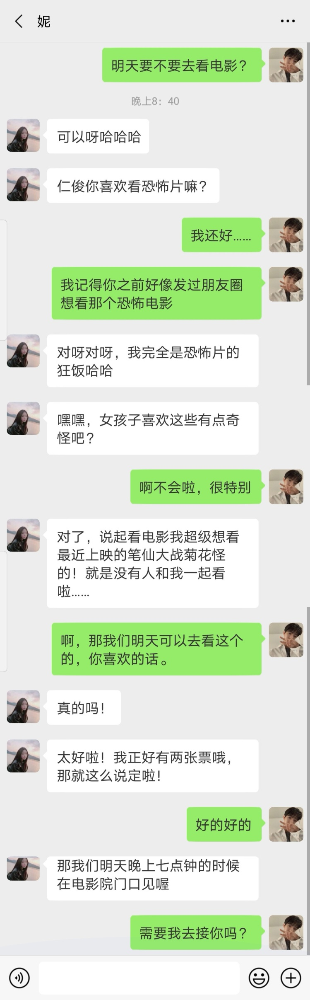 妮
明天要不要去看电影？
晚上8：40
可以呀哈哈哈
仁俊你喜欢看恐怖片嘛？
我还好……
我记得你之前好像发过朋友圈
想看那个恐怖电影
对呀对呀，我完全是恐怖片的
狂饭哈哈
嘿嘿，女孩子喜欢这些有点奇
怪吧？
啊不会啦，很特别
对了，说起看电影我超级想看
最近上映的笔仙大战菊花怪
的！就是没有人和我一起看
啦……
啊，那我们明天可以去看这个
的，你喜欢的话。
真的吗！
太好啦！我正好有两张票哦，
那就这么说定啦！
好的好的
那我们明天晚上七点钟的时候
在电影院门口见喔
需要我去接你吗？